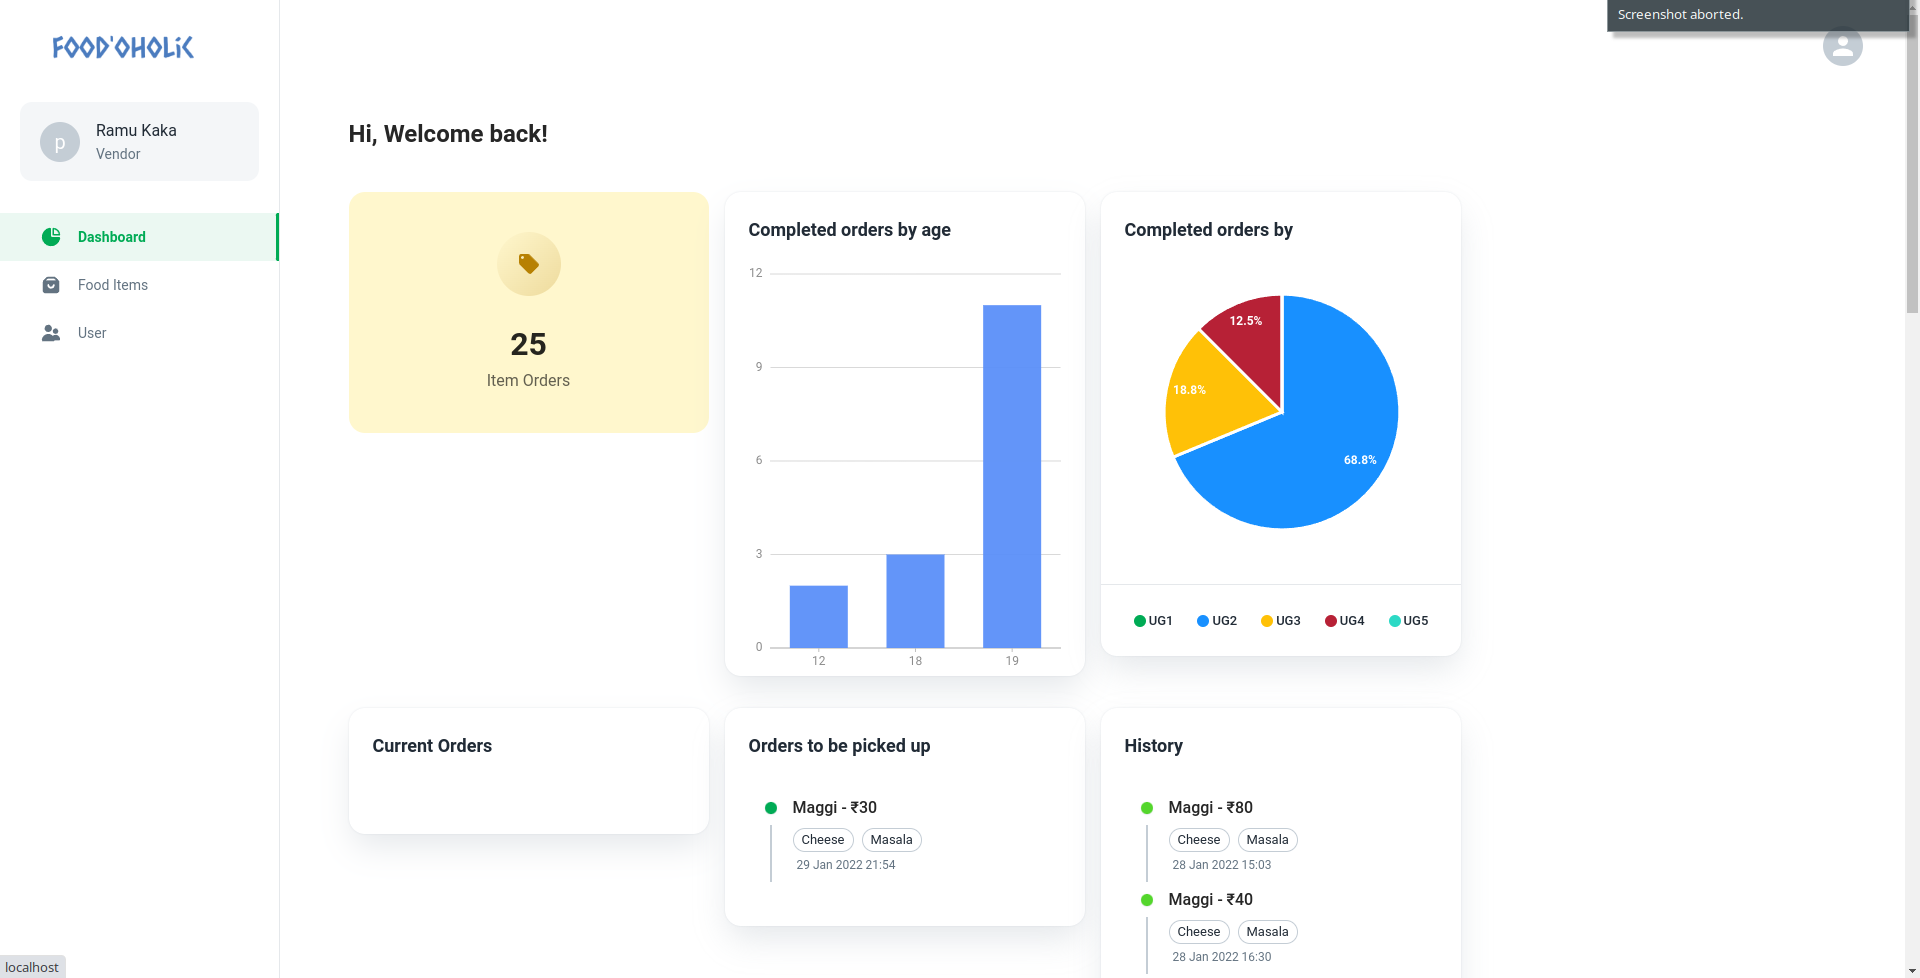 Screenshot aborted.
FOOD'OHOLiC
p
Ramu Kaka
Vendor
Dashboard
Food Items
User
Hi, Welcome back!
25
Item Orders
Completed orders by age
12
9
6
3
0
12 18 19
Completed orders by
12.5%
18.8%
68.8%
UG1 UG2 UG3 UG4 UG5
Current Orders
Orders to be picked up
Maggi - ₹30
Cheese Masala
29 Jan 2022 21:54
History
Maggi - ₹80
Cheese Masala
28 Jan 2022 15:03
Maggi - ₹40
Cheese Masala
28 Jan 2022 16:30
localhost